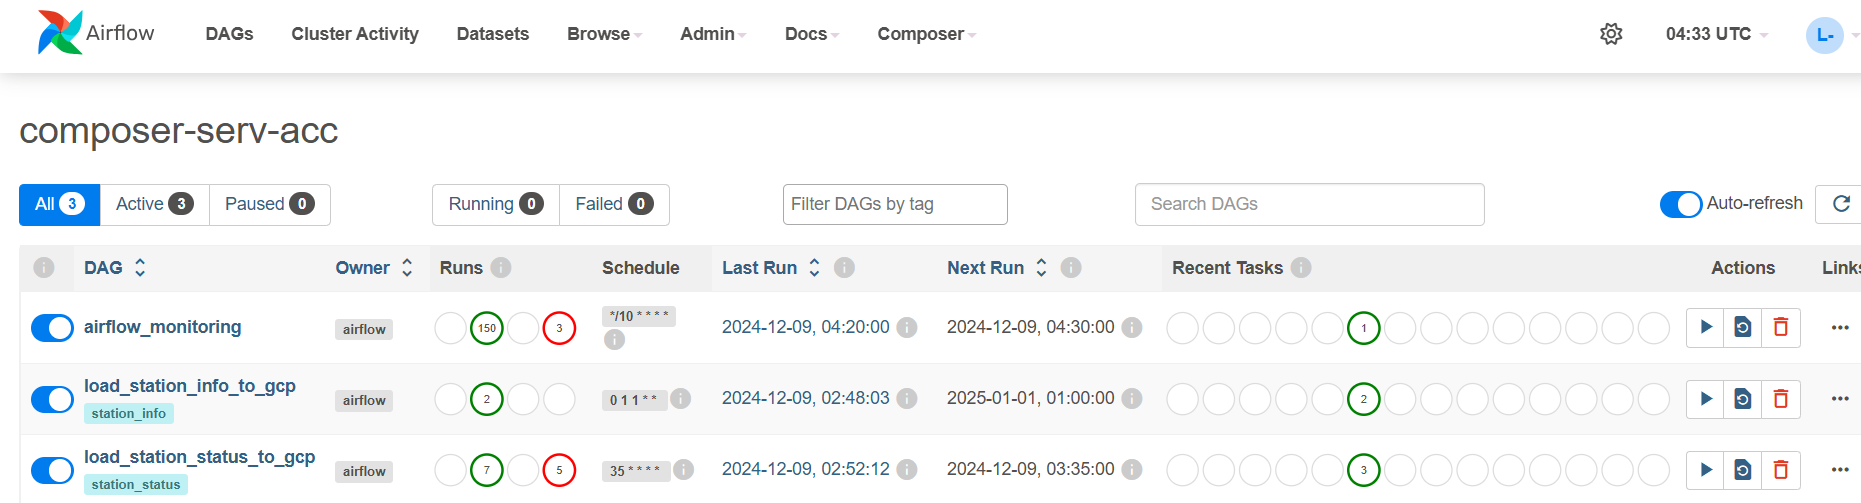 Airflow DAGs Cluster Activity Datasets Browse Admin Docs Composer 04:33 UTC L-
composer-serv-acc
All 3 Active 3 Paused 0 Running 0 Failed 0 Filter DAGs by tag Search DAGs Auto-refresh
DAG Owner Runs Schedule Last Run Next Run Recent Tasks Actions Links
airflow_monitoring airflow 150 3 */10 * * * * 2024-12-09, 04:20:00 2024-12-09, 04:30:00 1
load_station_info_to_gcp airflow 2 0 1 1 * * 2024-12-09, 02:48:03 2025-01-01, 01:00:00 2
station_info
load_station_status_to_gcp airflow 7 5 35 * * * * 2024-12-09, 02:52:12 2024-12-09, 03:35:00 3
station_status